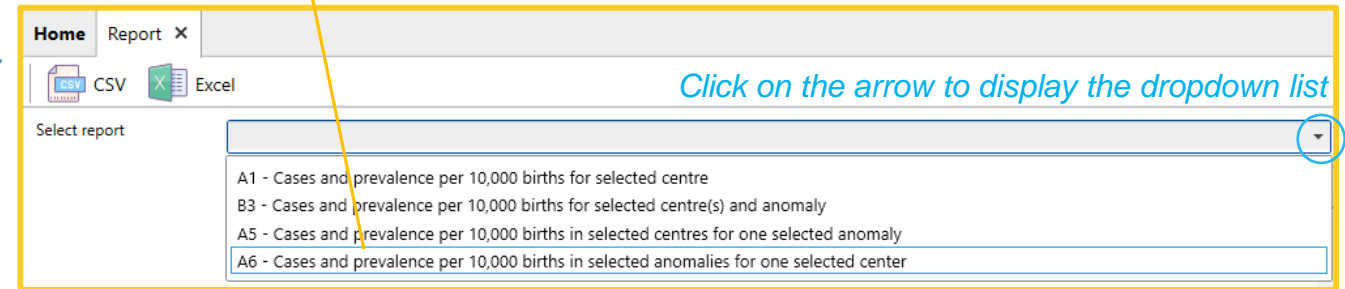 Home Report ×
CSV CSV Excel
Click on the arrow to display the dropdown list
Select report
A1 - Cases and prevalence per 10,000 births for selected centre
B3 - Cases and prevalence per 10,000 births for selected centre(s) and anomaly
A5 - Cases and prevalence per 10,000 births in selected centres for one selected anomaly
A6 - Cases and prevalence per 10,000 births in selected anomalies for one selected center